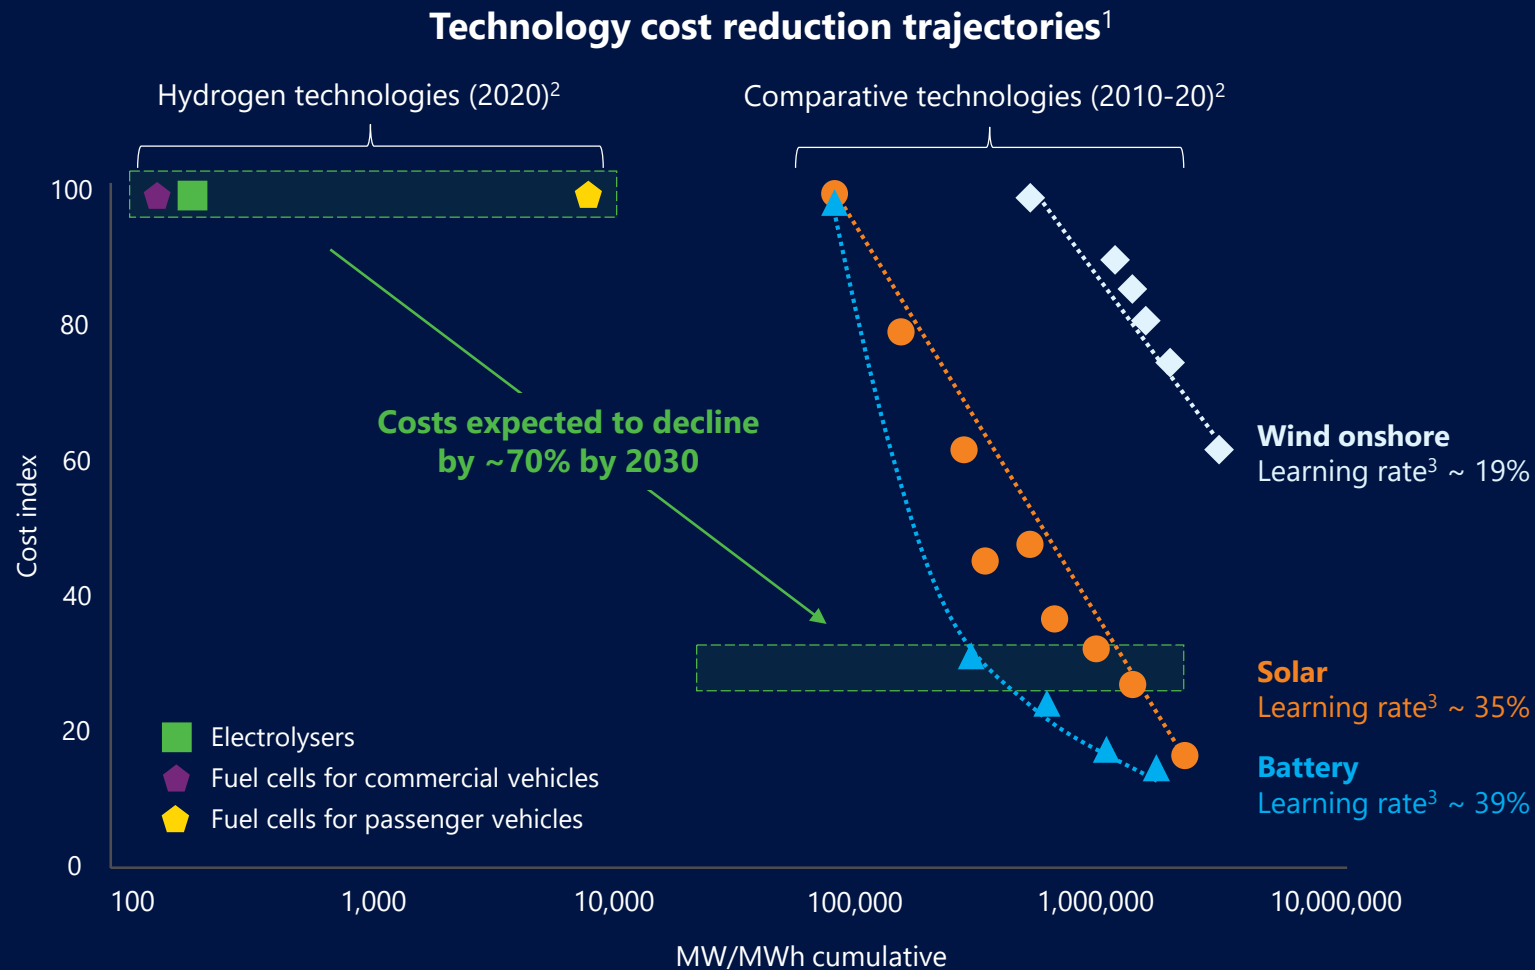 Technology cost reduction trajectories¹
Hydrogen technologies (2020)²
Comparative technologies (2010-20)²
100
80
60
40
20
0
Cost index
Costs expected to decline
by ~70% by 2030
Wind onshore
Learning rate³ ~ 19%
Solar
Learning rate³ ~ 35%
Battery
Learning rate³ ~ 39%
Electrolysers
Fuel cells for commercial vehicles
Fuel cells for passenger vehicles
100
1,000
10,000
100,000
1,000,000
10,000,000
MW/MWh cumulative